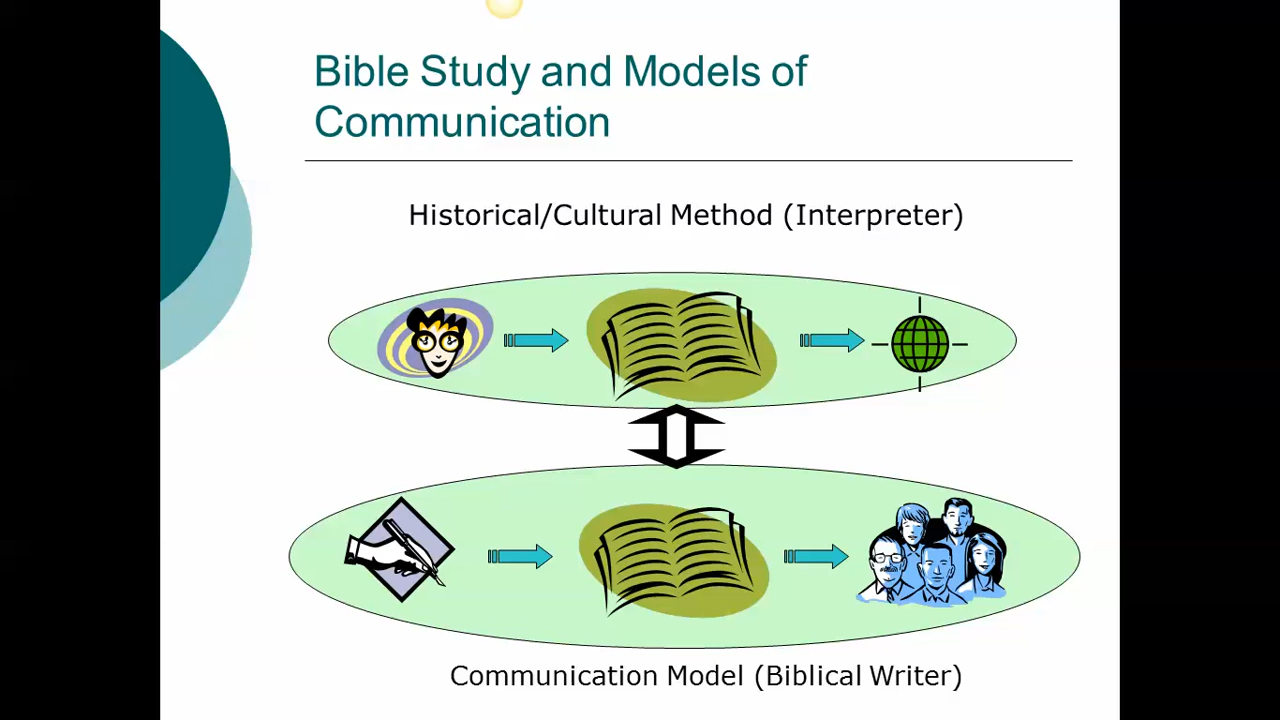 Bible Study and Models of
Communication
Historical/Cultural Method (Interpreter)
Communication Model (Biblical Writer)